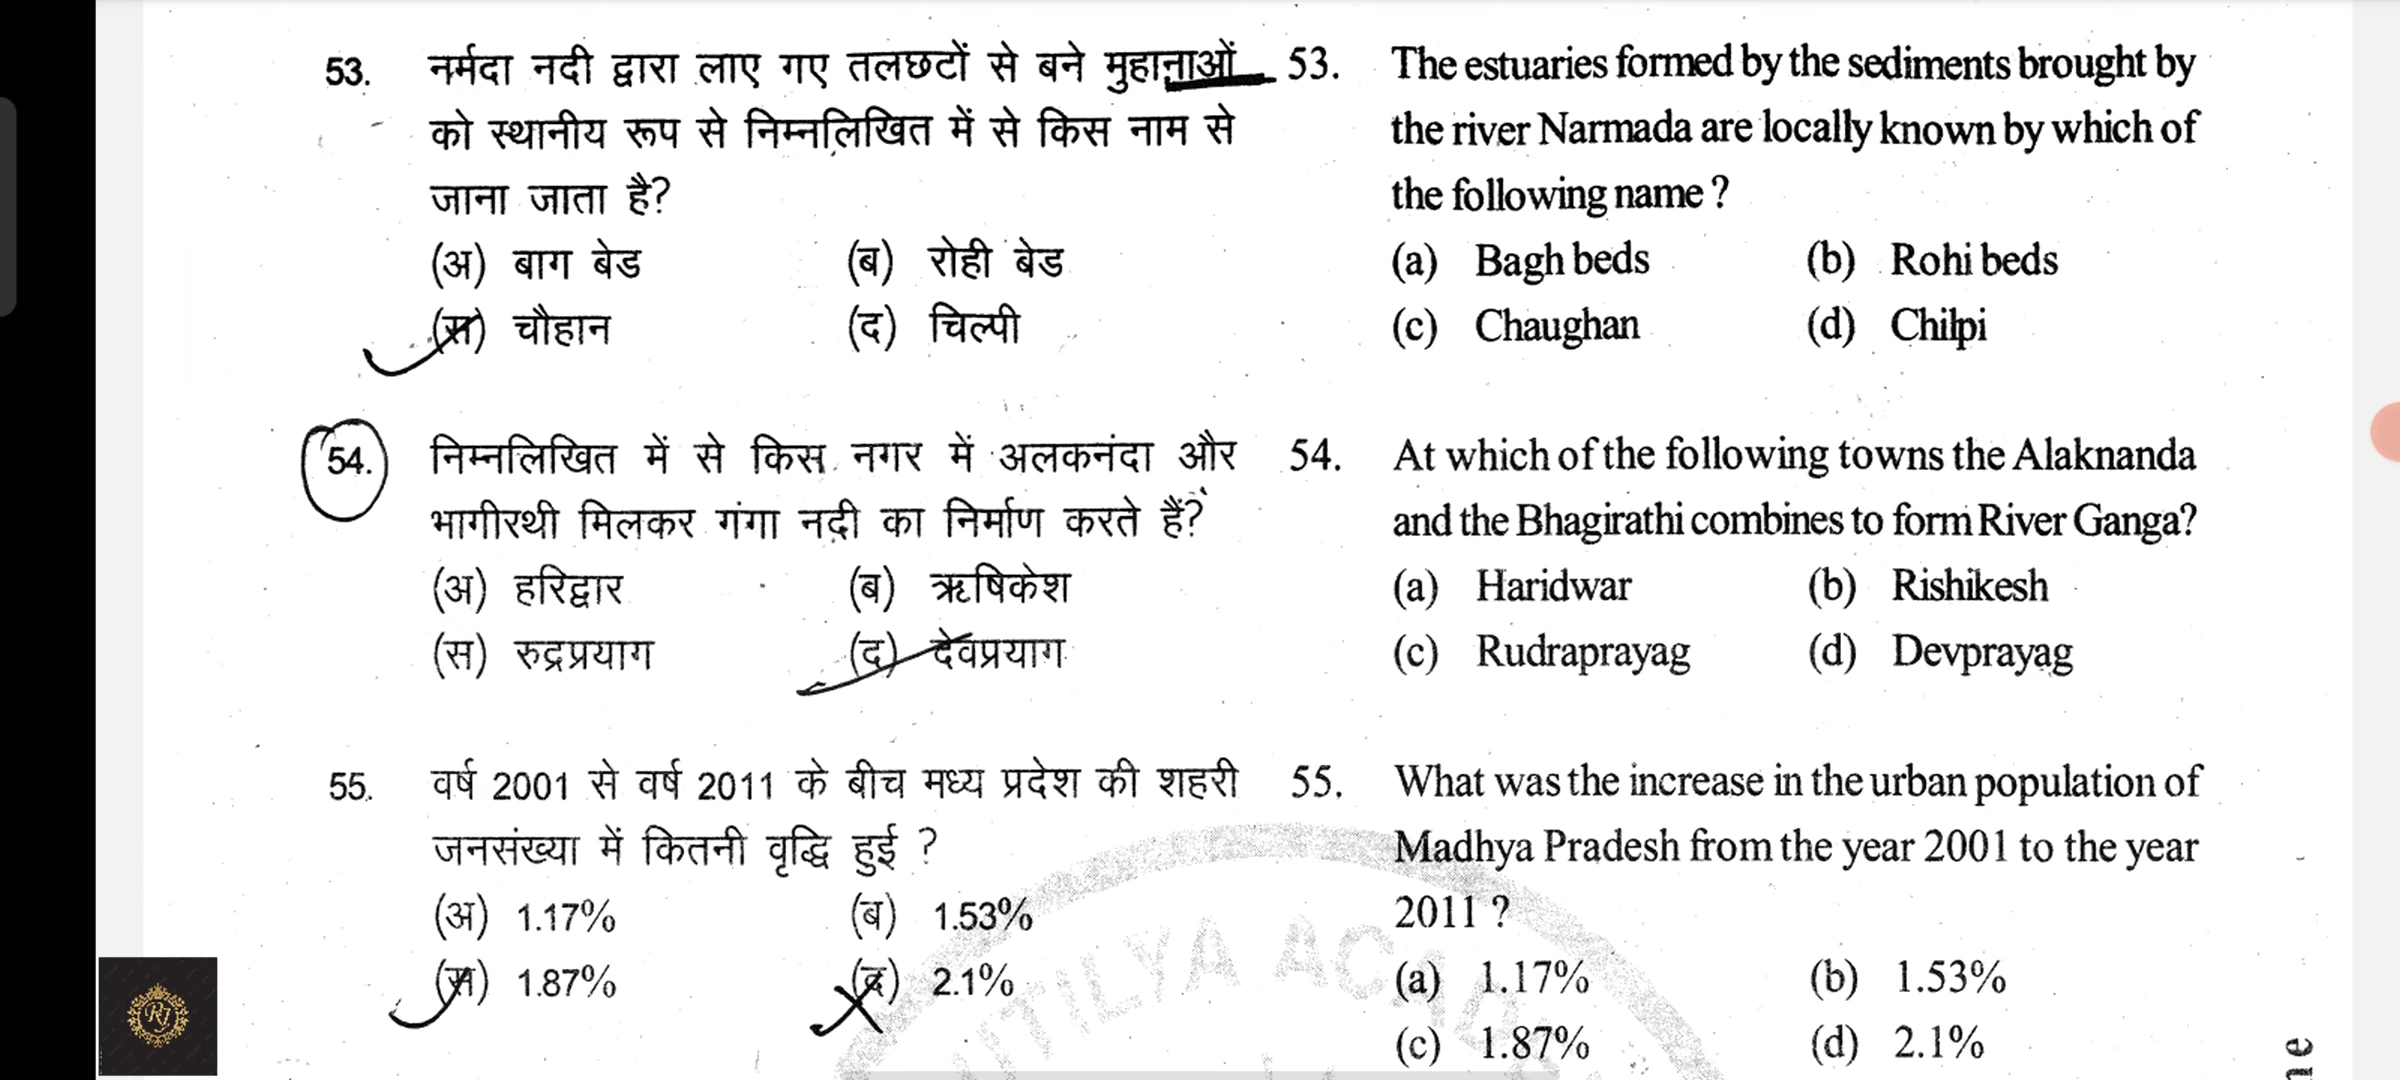 53. नर्मदा नदी द्वारा लाए गए तलछटों से बने मुहानाओं
को स्थानीय रूप से निम्नलिखित में से किस नाम से
जाना जाता है?
(अ) बाग बेड (ब) रोही बेड
(स) चौहान (द) चिल्पी
54. निम्नलिखित में से किस नगर में अलकनंदा और
भागीरथी मिलकर गंगा नदी का निर्माण करते हैं?
(अ) हरिद्वार (ब) ऋषिकेश
(स) रुद्रप्रयाग (द) देवप्रयाग
55. वर्ष 2001 से वर्ष 2011 के बीच मध्य प्रदेश की शहरी
जनसंख्या में कितनी वृद्धि हुई ?
(अ) 1.17% (ब) 1.53%
(स) 1.87% (द) 2.1%
53. The estuaries formed by the sediments brought by
the river Narmada are locally known by which of
the following name ?
(a) Bagh beds (b) Rohi beds
(c) Chaughan (d) Chilpi
54. At which of the following towns the Alaknanda
and the Bhagirathi combines to form River Ganga?
(a) Haridwar (b) Rishikesh
(c) Rudraprayag (d) Devprayag
55. What was the increase in the urban population of
Madhya Pradesh from the year 2001 to the year
2011 ?
(a) 1.17% (b) 1.53%
(c) 1.87% (d) 2.1%
RJ